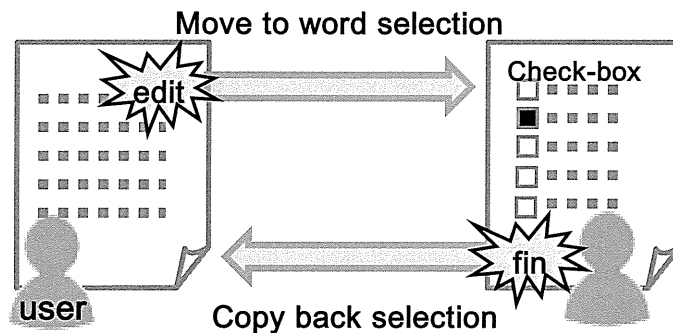 Move to word selection
edit
Check-box
fin
user
Copy back selection